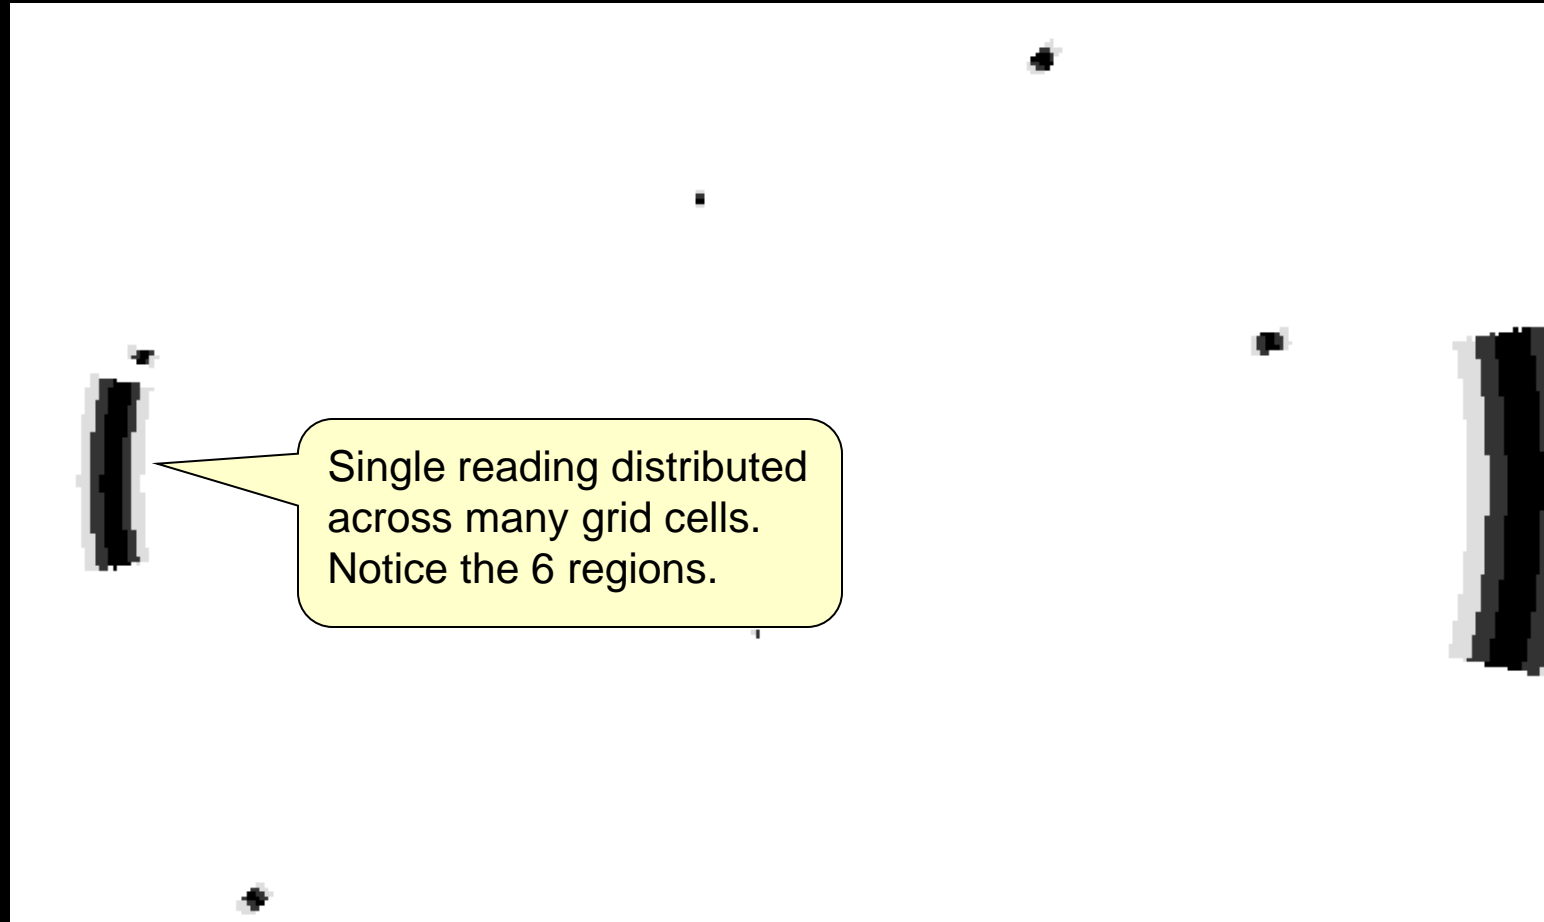 Single reading distributed
across many grid cells.
Notice the 6 regions.